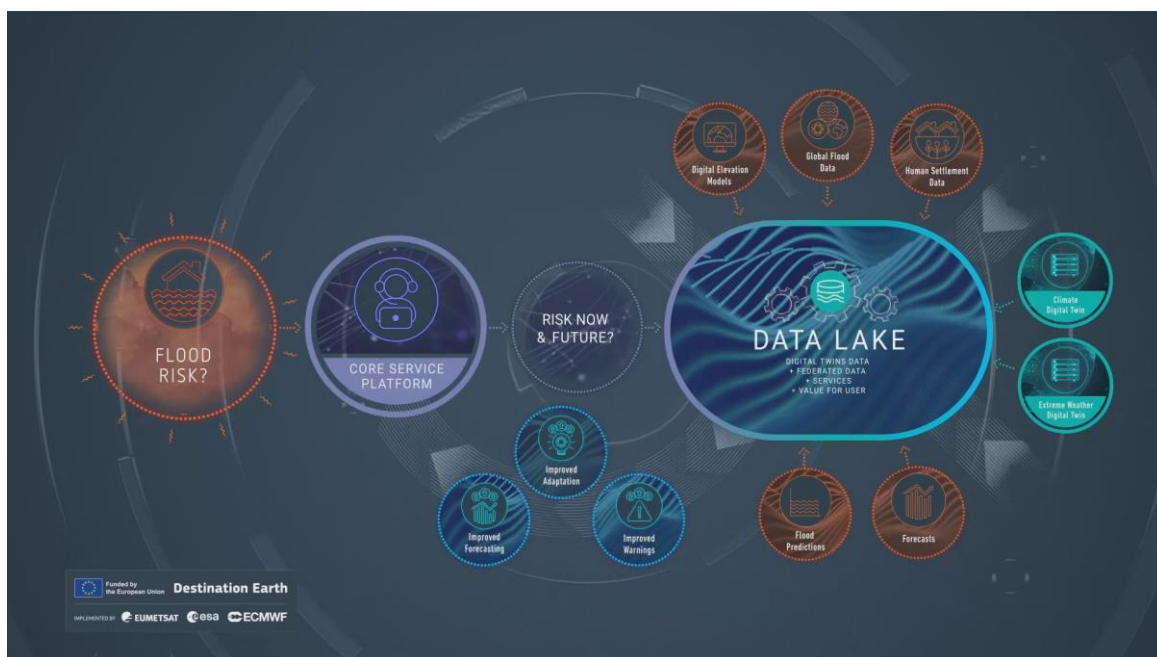 Digital Elevation
Models
Global Flood
Data
Human Settlement
Data
FLOOD
RISK?
CORE SERVICE
PLATFORM
RISK NOW
& FUTURE?
DATA LAKE
DIGITAL TWINS DATA
+ FEDERATED DATA
+ SERVICES
= VALUE FOR USER
Climate
Digital Twin
Extreme Weather
Digital Twin
Improved
Adaptation
Improved
Forecasting
Improved
Warnings
Flood
Predictions
Forecasts
Funded by
the European Union
Destination Earth
IMPLEMENTED BY EUMETSAT esa ECMWF